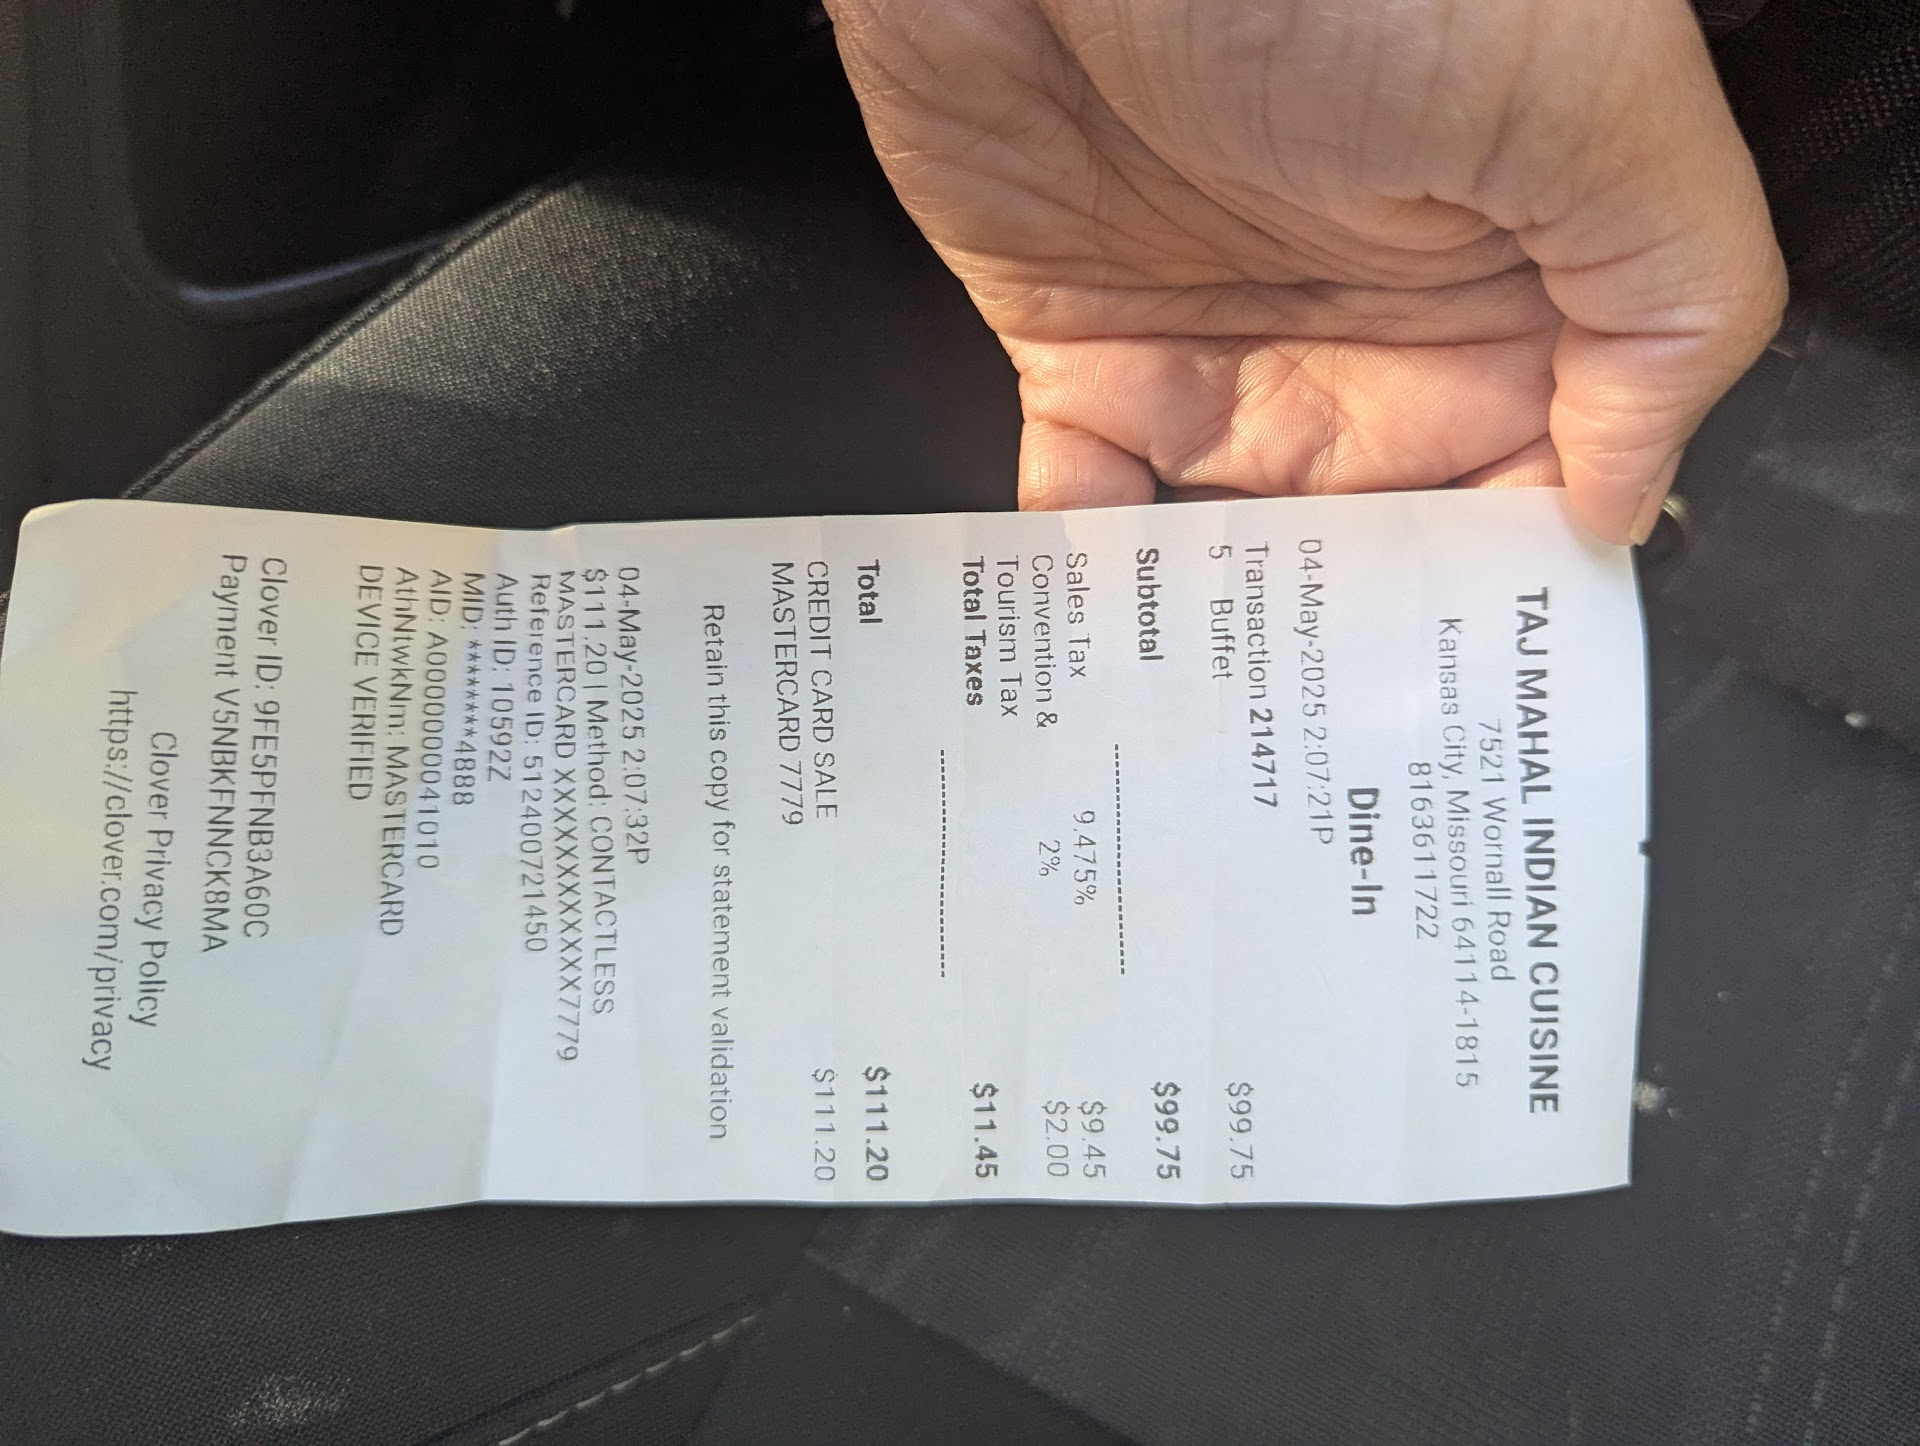 TAJ MAHAL INDIAN CUISINE
7521 Wornall Road
Kansas City, Missouri 64114-1815
8163611722
Dine-In
04-May-2025 2:07:21P
Transaction 214717
5 Buffet $99.75
Subtotal $99.75
Sales Tax 9.475% $9.45
Convention & 2% $2.00
Tourism Tax
Total Taxes $11.45
Total $111.20
CREDIT CARD SALE $111.20
MASTERCARD 7779
Retain this copy for statement validation
04-May-2025 2:07:32P
$111.20 | Method: CONTACTLESS
MASTERCARD XXXXXXXXXXXX7779
Reference ID: 512400721450
Auth ID: 10592Z
MID: ********4888
AID: A0000000041010
AthNtwkNm: MASTERCARD
DEVICE VERIFIED
Clover ID: 9FE5PFNB3A60C
Payment V5NBKFNNCK8MA
Clover Privacy Policy
https://clover.com/privacy